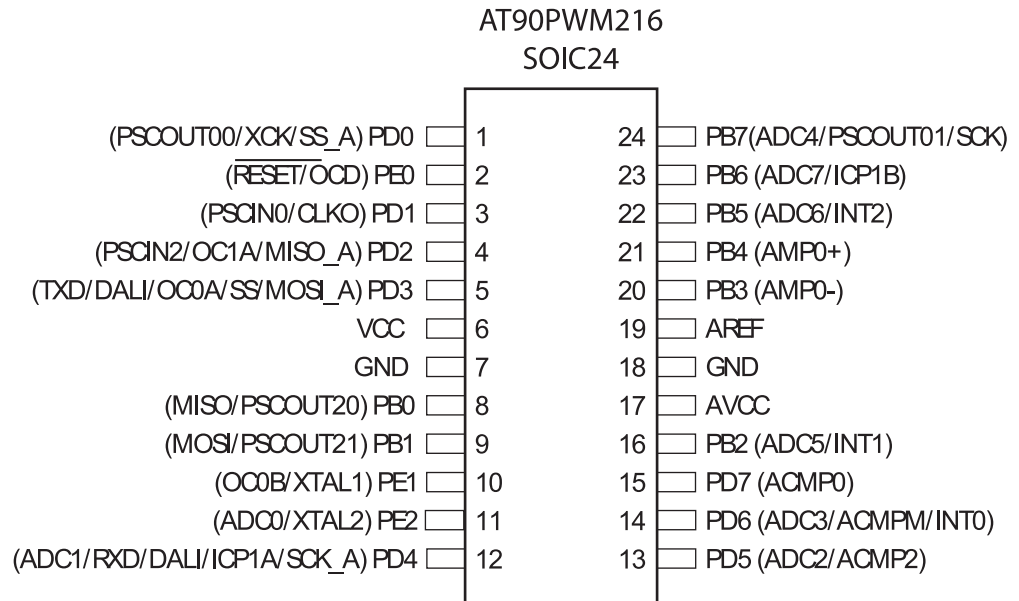 AT90PWM216
SOIC24
(PSCOUT00/XCK/SS_A) PD0 1 24 PB7(ADC4/PSCOUT01/SCK)
(RESET/OCD) PE0 2 23 PB6 (ADC7/ICP1B)
(PSCIN0/CLKO) PD1 3 22 PB5 (ADC6/INT2)
(PSCIN2/OC1A/MISO_A) PD2 4 21 PB4 (AMP0+)
(TXD/DALI/OC0A/SS/MOSI_A) PD3 5 20 PB3 (AMP0-)
VCC 6 19 AREF
GND 7 18 GND
(MISO/PSCOUT20) PB0 8 17 AVCC
(MOSI/PSCOUT21) PB1 9 16 PB2 (ADC5/INT1)
(OC0B/XTAL1) PE1 10 15 PD7 (ACMP0)
(ADC0/XTAL2) PE2 11 14 PD6 (ADC3/ACMPM/INT0)
(ADC1/RXD/DALI/ICP1A/SCK_A) PD4 12 13 PD5 (ADC2/ACMP2)